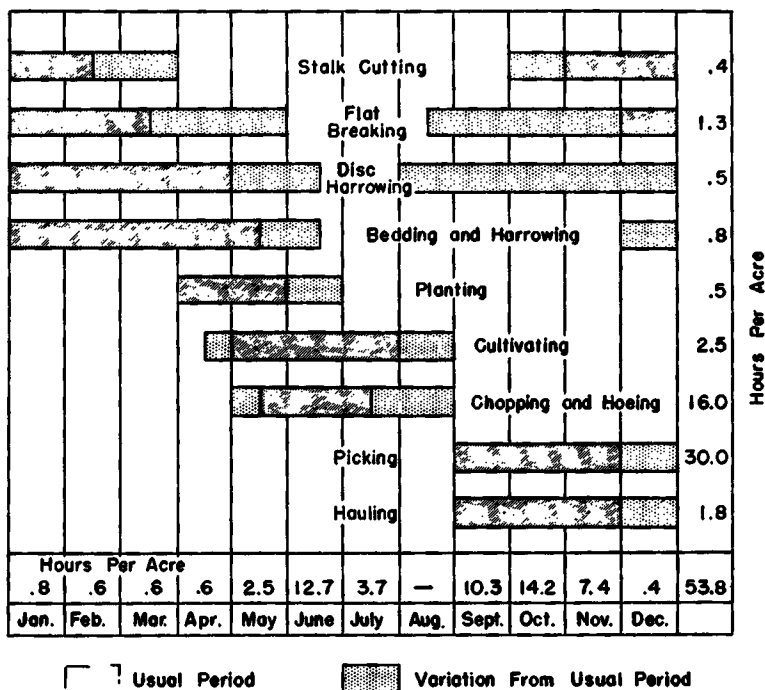 Stalk Cutting .4
Flat
Breaking 1.3
Disc
Harrowing .5
Bedding and Harrowing .8
Planting .5
Cultivating 2.5
Chopping and Hoeing 16.0
Picking 30.0
Hauling 1.8
Hours Per Acre
Hours Per Acre
.8 .6 .6 .6 2.5 12.7 3.7 — 10.3 14.2 7.4 .4 53.8
Jan. Feb. Mar. Apr. May June July Aug. Sept. Oct. Nov. Dec.
Usual Period Variation From Usual Period